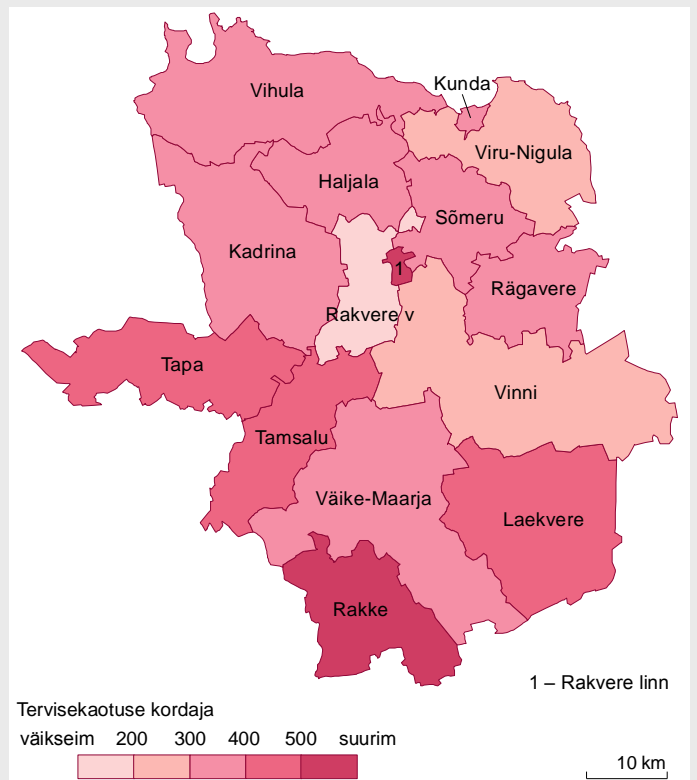 Kunda
Vihula
Viru-Nigula
Haljala
Sõmeru
Kadrina
1
Rägavere
Rakvere v
Tapa
Vinni
Tamsalu
Väike-Maarja
Laekvere
Rakke
1 – Rakvere linn
Tervisekaotuse kordaja
väikseim 200 300 400 500 suurim
10 km